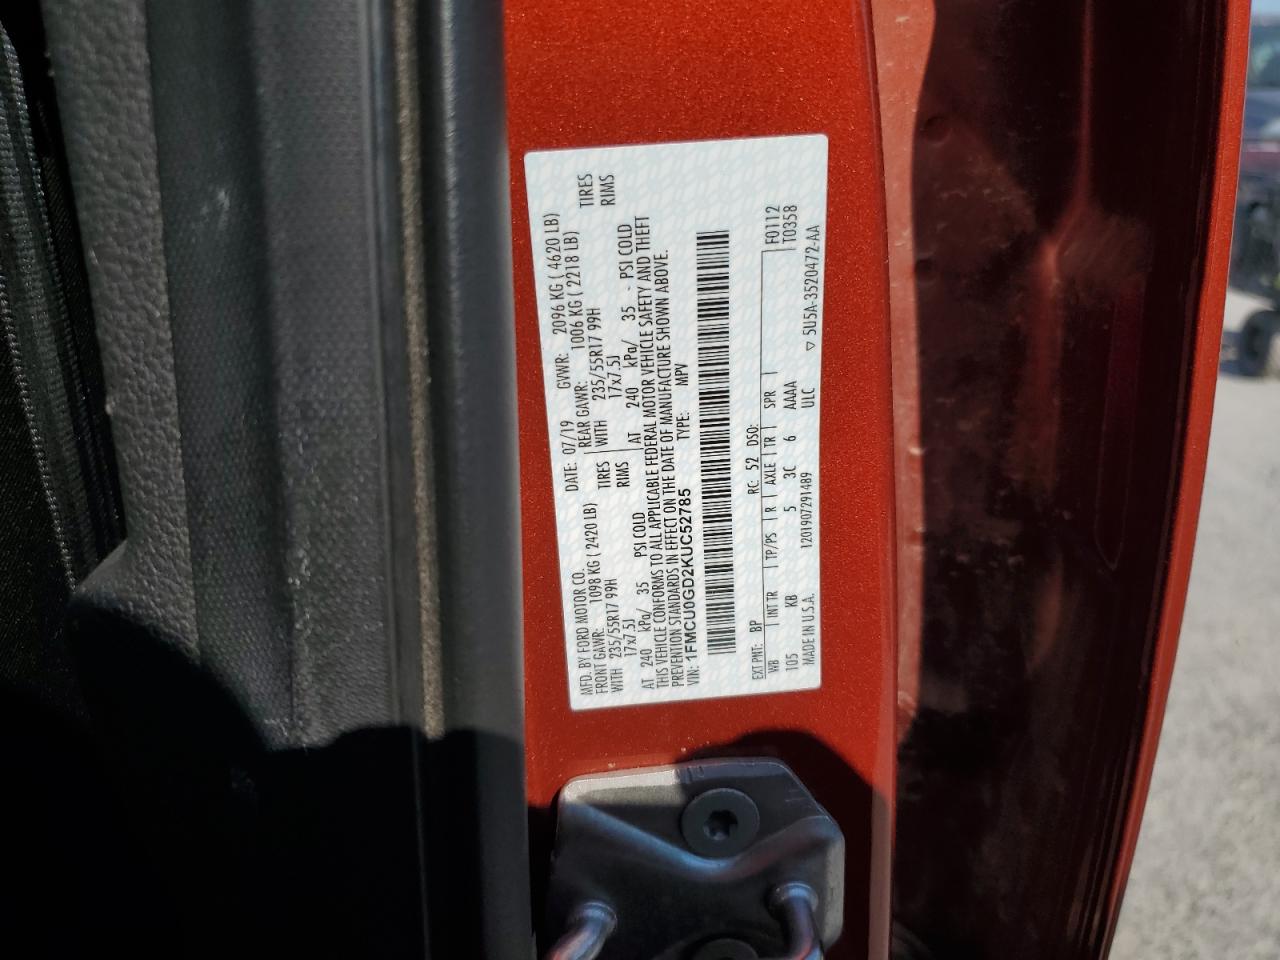 MFD. BY FORD MOTOR CO. DATE: 07/19 GVWR: 2096 KG ( 4620 LB)
FRONT GAWR: 1098 KG ( 2420 LB) REAR GAWR: 1006 KG ( 2218 LB)
WITH 235/55R17 99H TIRES WITH 235/55R17 99H TIRES
17x7.5J RIMS 17x7.5J RIMS
AT 240 kPa/ 35 PSI COLD AT 240 kPa/ 35 - PSI COLD
THIS VEHICLE CONFORMS TO ALL APPLICABLE FEDERAL MOTOR VEHICLE SAFETY AND THEFT
PREVENTION STANDARDS IN EFFECT ON THE DATE OF MANUFACTURE SHOWN ABOVE.
VIN: 1FMCU0GD2KUC52785 TYPE: MPV
EXT PNT: BP RC: 52 DSO: F0112
WB INT TR TP/PS R AXLE TR SPR T0358
105 KB 5 3C 6 AAAA
MADE IN U.S.A. 1201907291489 ULC ▽ 5U5A-3520472-AA